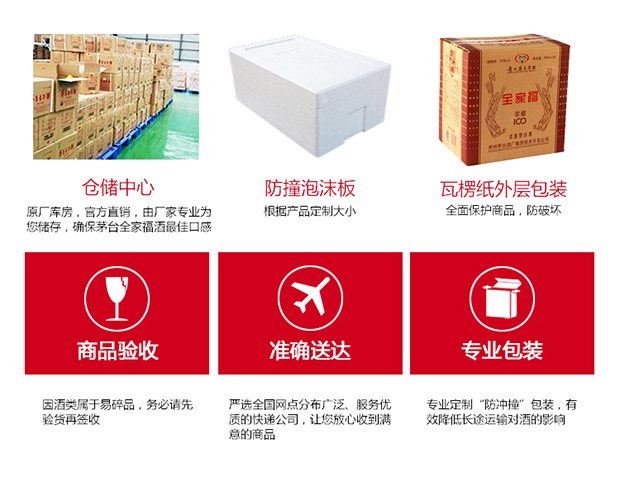 全家福
荣耀
100
仓储中心
防撞泡沫板
瓦楞纸外层包装
原厂库房，官方直销，由厂家专业为
您储存，确保茅台全家福酒最佳口感
根据产品定制大小
全面保护商品，防破坏
商品验收
准确送达
专业包装
因酒类属于易碎品，务必请先
验货再签收
严选全国网点分布广泛、服务优
质的快递公司，让您放心收到满
意的商品
专业定制“防冲撞”包装，有
效降低长途运输对酒的影响